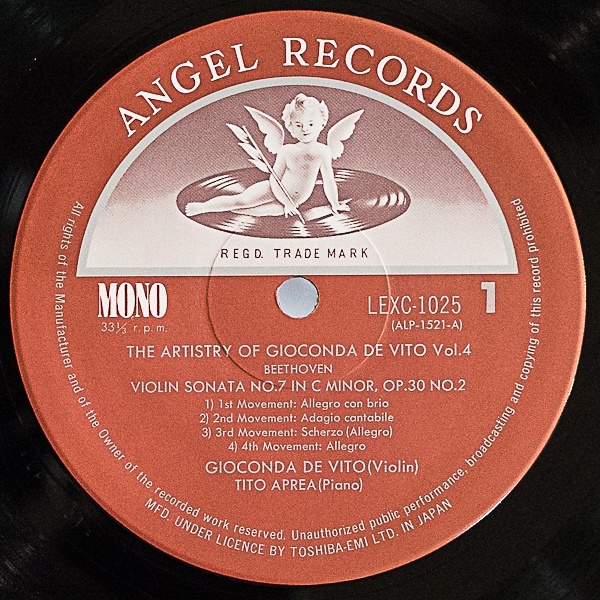 ANGEL RECORDS
REGD. TRADE MARK
MONO
33⅓ r.p.m.
LEXC-1025 1
(ALP-1521-A)
THE ARTISTRY OF GIOCONDA DE VITO Vol.4
BEETHOVEN
VIOLIN SONATA NO.7 IN C MINOR, OP.30 NO.2
1) 1st Movement: Allegro con brio
2) 2nd Movement: Adagio cantabile
3) 3rd Movement: Scherzo (Allegro)
4) 4th Movement: Allegro
GIOCONDA DE VITO(Violin)
TITO APREA(Piano)
All rights of the Manufacturer and of the Owner of the recorded work reserved. Unauthorized public performance, broadcasting and copying of this record prohibited
MFD. UNDER LICENCE BY TOSHIBA-EMI LTD. IN JAPAN